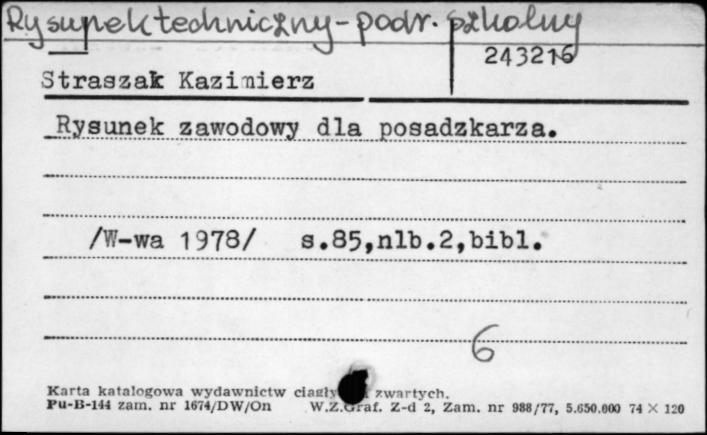 Rysunek techniczny - podr. szkolny
243216
Straszak Kazimierz
Rysunek zawodowy dla posadzkarza.
/W-wa 1978/ s.85,nlb.2,bibl.
6
Karta katalogowa wydawnictw ciągły zwartych.
Pu-B-144 zam. nr 1674/DW/On W.Z.Graf. Z-d 2, Zam. nr 988/77, 5.650.000 74 × 120